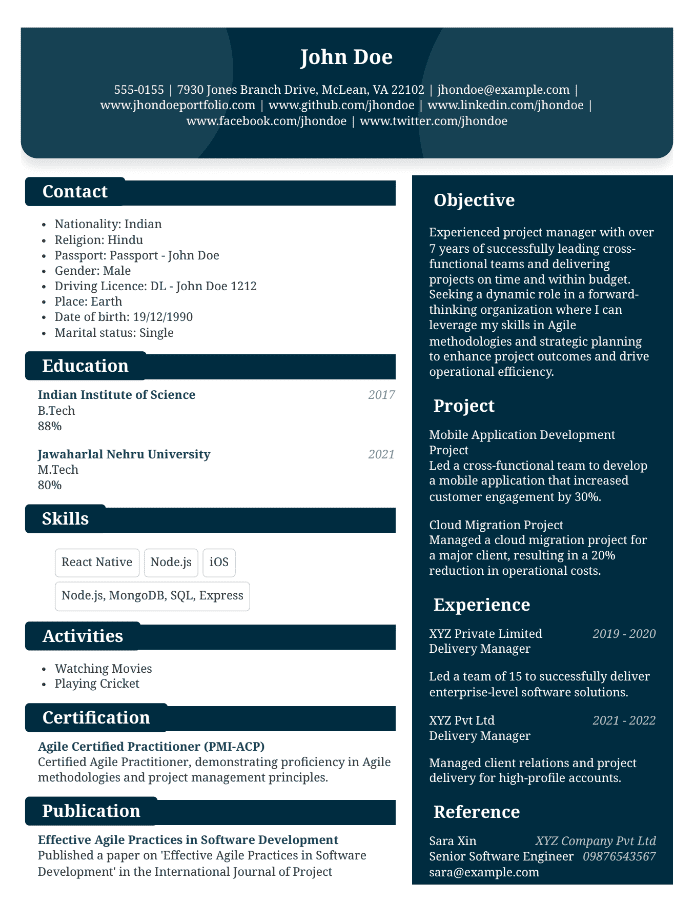 John Doe
555-0155 | 7930 Jones Branch Drive, McLean, VA 22102 | jhondoe@example.com |
www.jhondoeportfolio.com | www.github.com/jhondoe | www.linkedin.com/jhondoe |
www.facebook.com/jhondoe | www.twitter.com/jhondoe
Contact
• Nationality: Indian
• Religion: Hindu
• Passport: Passport - John Doe
• Gender: Male
• Driving Licence: DL - John Doe 1212
• Place: Earth
• Date of birth: 19/12/1990
• Marital status: Single
Education
Indian Institute of Science 2017
B.Tech
88%
Jawaharlal Nehru University 2021
M.Tech
80%
Skills
React Native Node.js iOS
Node.js, MongoDB, SQL, Express
Activities
• Watching Movies
• Playing Cricket
Certification
Agile Certified Practitioner (PMI-ACP)
Certified Agile Practitioner, demonstrating proficiency in Agile
methodologies and project management principles.
Publication
Effective Agile Practices in Software Development
Published a paper on 'Effective Agile Practices in Software
Development' in the International Journal of Project
Objective
Experienced project manager with over
7 years of successfully leading cross-
functional teams and delivering
projects on time and within budget.
Seeking a dynamic role in a forward-
thinking organization where I can
leverage my skills in Agile
methodologies and strategic planning
to enhance project outcomes and drive
operational efficiency.
Project
Mobile Application Development
Project
Led a cross-functional team to develop
a mobile application that increased
customer engagement by 30%.
Cloud Migration Project
Managed a cloud migration project for
a major client, resulting in a 20%
reduction in operational costs.
Experience
XYZ Private Limited 2019 - 2020
Delivery Manager
Led a team of 15 to successfully deliver
enterprise-level software solutions.
XYZ Pvt Ltd 2021 - 2022
Delivery Manager
Managed client relations and project
delivery for high-profile accounts.
Reference
Sara Xin XYZ Company Pvt Ltd
Senior Software Engineer 09876543567
sara@example.com